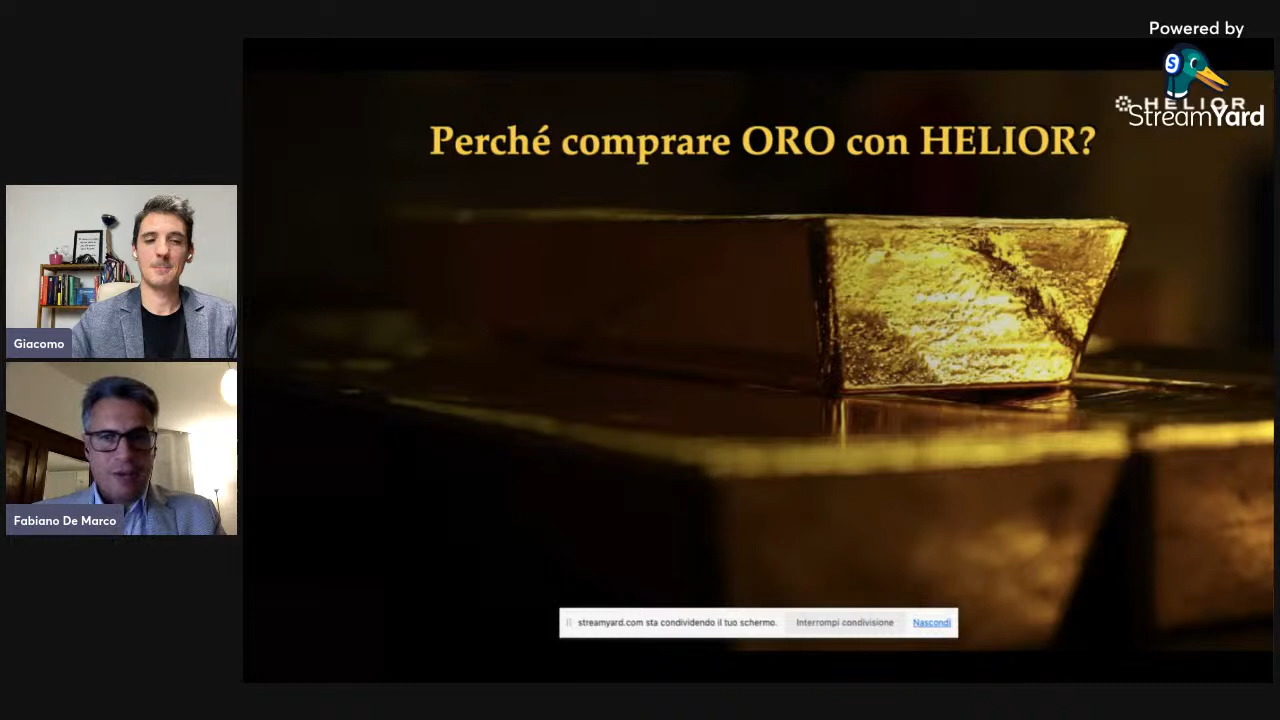 Powered by
HELIOR
StreamYard
Perché comprare ORO con HELIOR?
Giacomo
Fabiano De Marco
streamyard.com sta condividendo il tuo schermo. Interrompi condivisione Nascondi